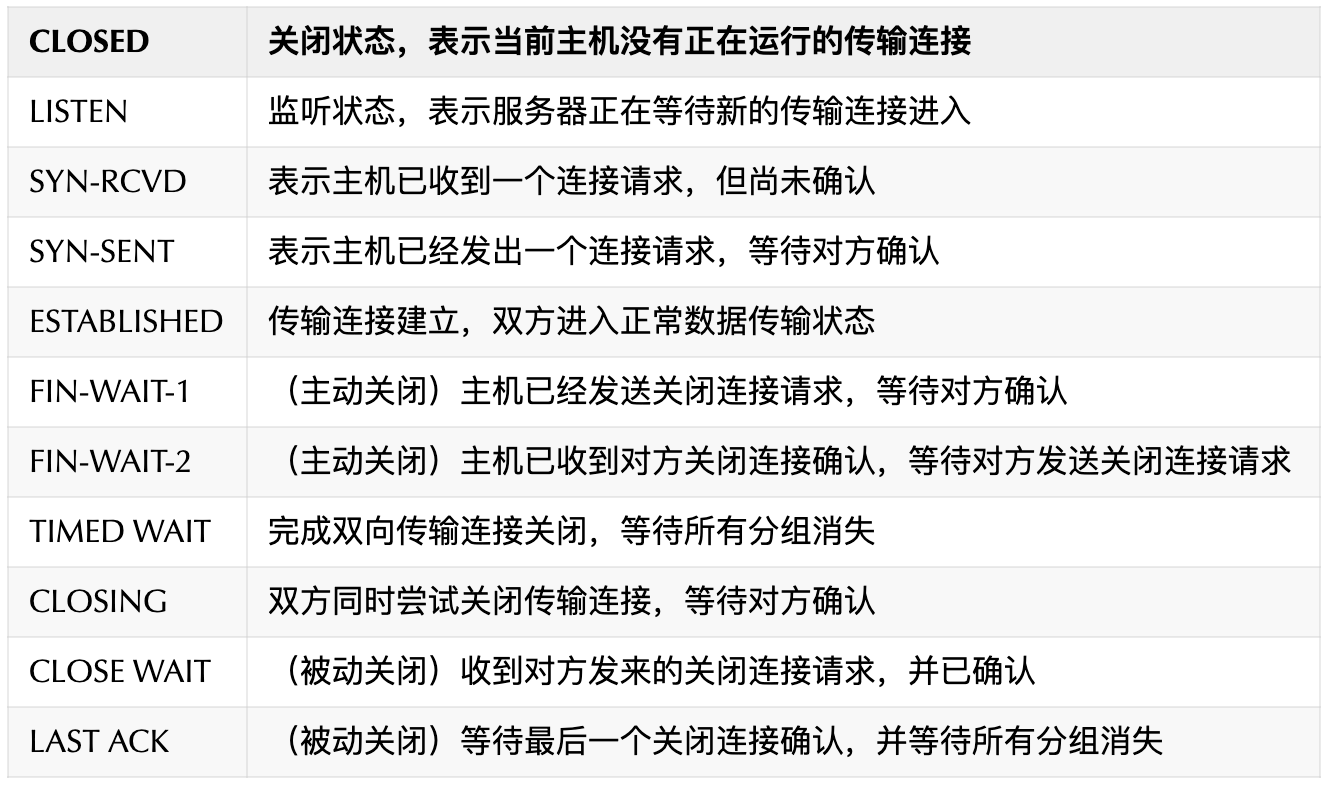 CLOSED 关闭状态，表示当前主机没有正在运行的传输连接
LISTEN 监听状态，表示服务器正在等待新的传输连接进入
SYN-RCVD 表示主机已收到一个连接请求，但尚未确认
SYN-SENT 表示主机已经发出一个连接请求，等待对方确认
ESTABLISHED 传输连接建立，双方进入正常数据传输状态
FIN-WAIT-1 （主动关闭）主机已经发送关闭连接请求，等待对方确认
FIN-WAIT-2 （主动关闭）主机已收到对方关闭连接确认，等待对方发送关闭连接请求
TIMED WAIT 完成双向传输连接关闭，等待所有分组消失
CLOSING 双方同时尝试关闭传输连接，等待对方确认
CLOSE WAIT （被动关闭）收到对方发来的关闭连接请求，并已确认
LAST ACK （被动关闭）等待最后一个关闭连接确认，并等待所有分组消失